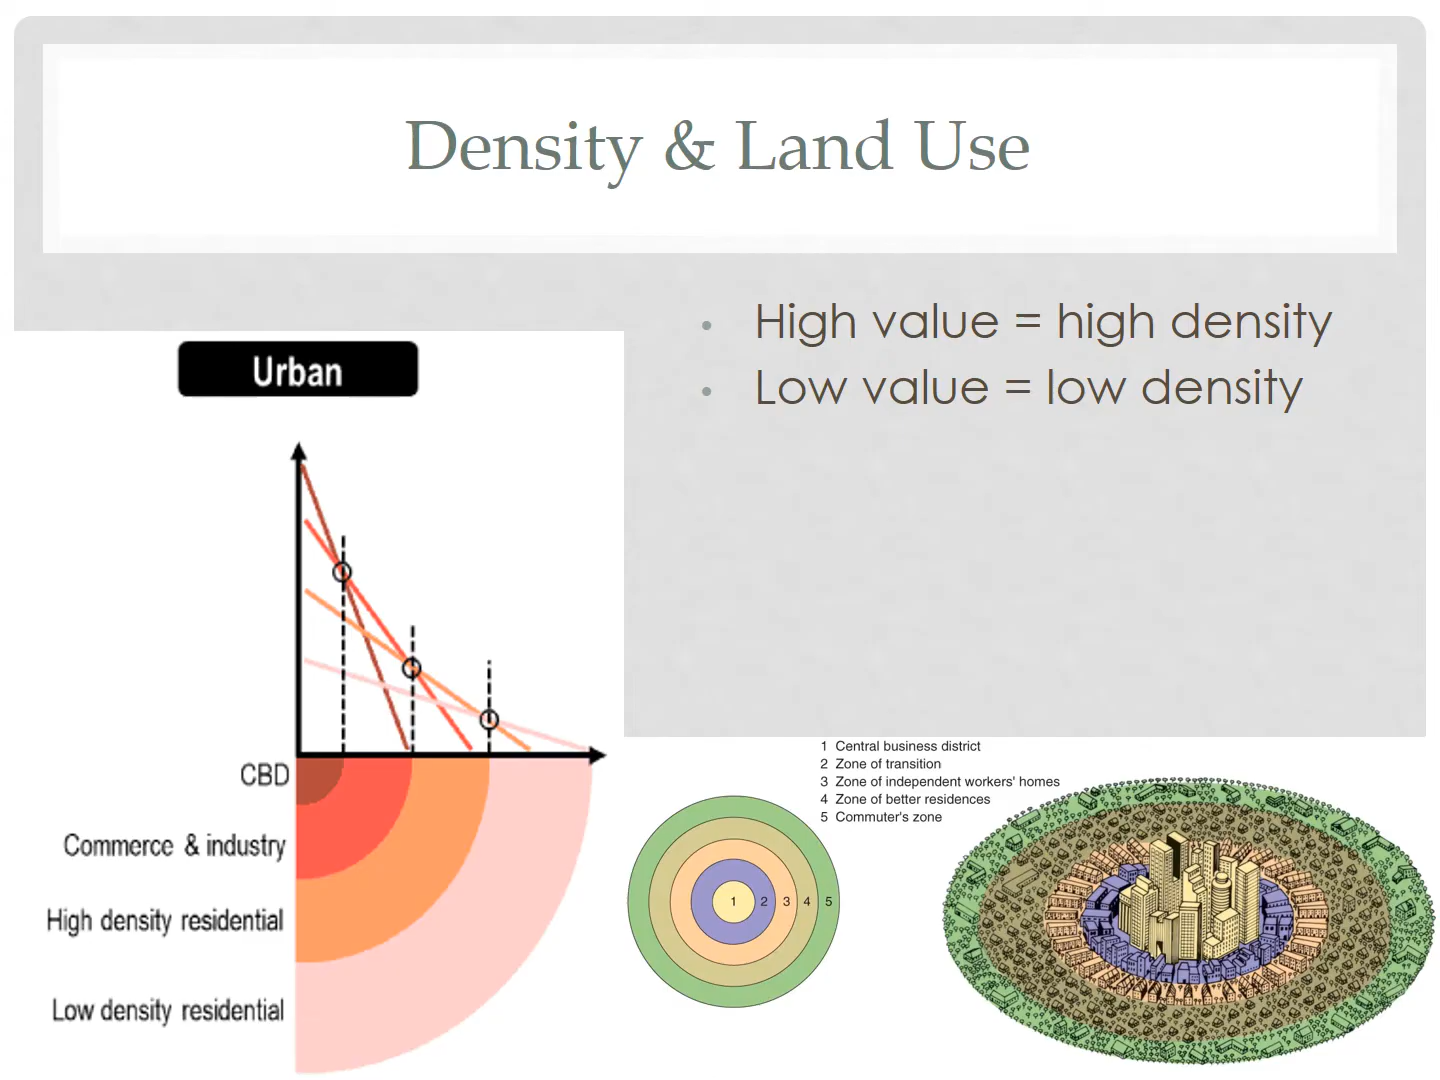 Density & Land Use
• High value = high density
• Low value = low density
Urban
CBD
Commerce & industry
High density residential
Low density residential
1 Central business district
2 Zone of transition
3 Zone of independent workers' homes
4 Zone of better residences
5 Commuter's zone
1 2 3 4 5